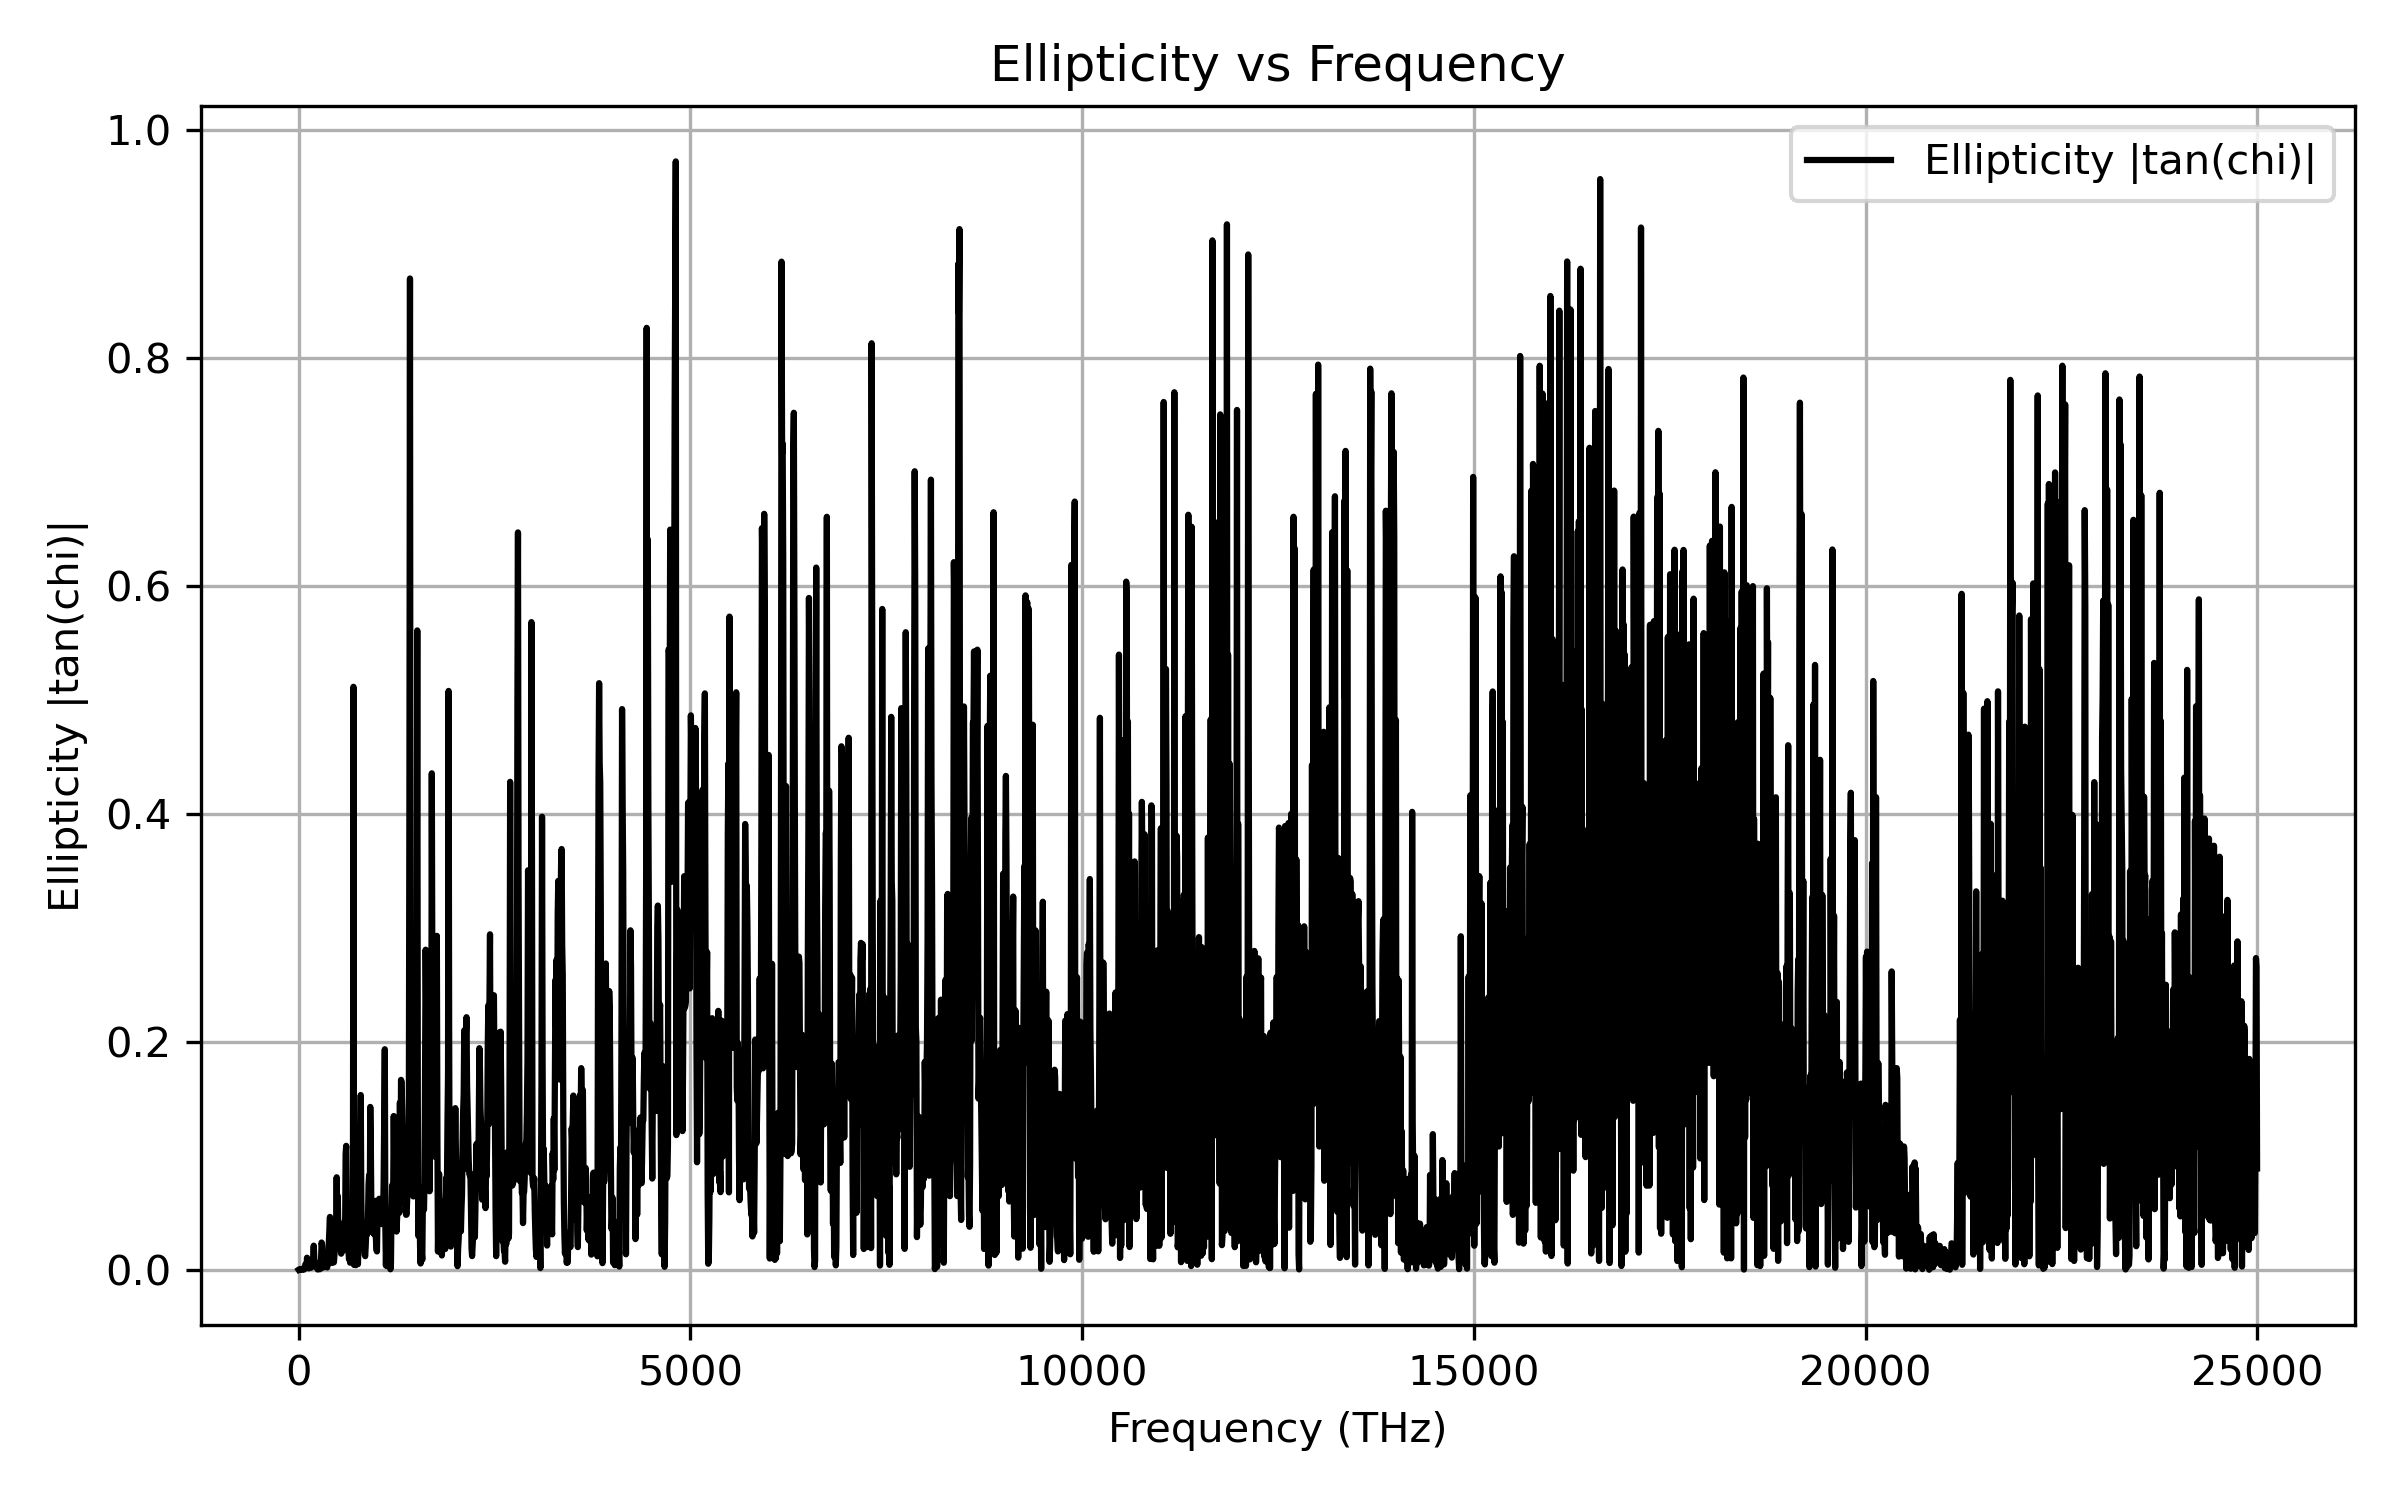 Ellipticity vs Frequency
Ellipticity |tan(chi)|
Ellipticity |tan(chi)|
1.0
0.8
0.6
0.4
0.2
0.0
0 5000 10000 15000 20000 25000
Frequency (THz)